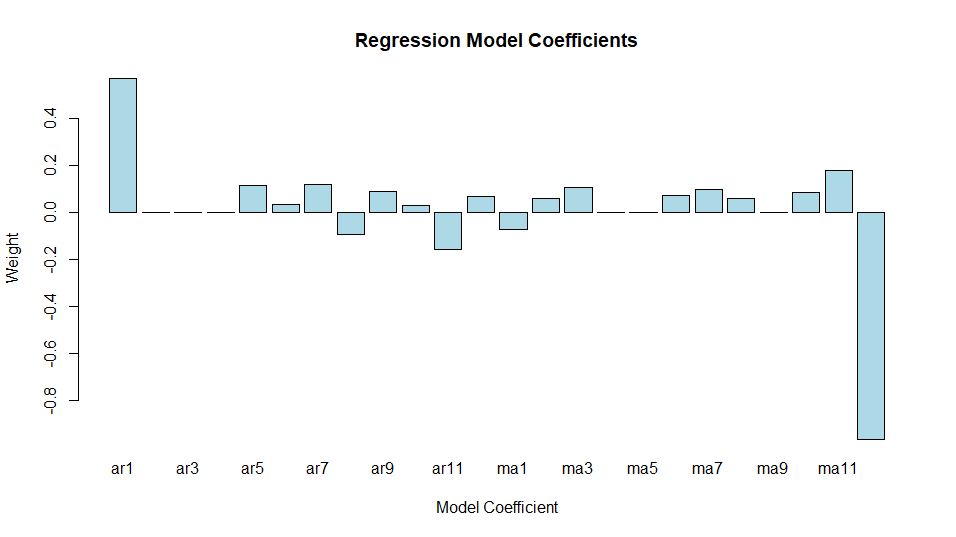 Regression Model Coefficients
Weight
0.4
0.2
0.0
-0.2
-0.4
-0.6
-0.8
ar1 ar3 ar5 ar7 ar9 ar11 ma1 ma3 ma5 ma7 ma9 ma11
Model Coefficient